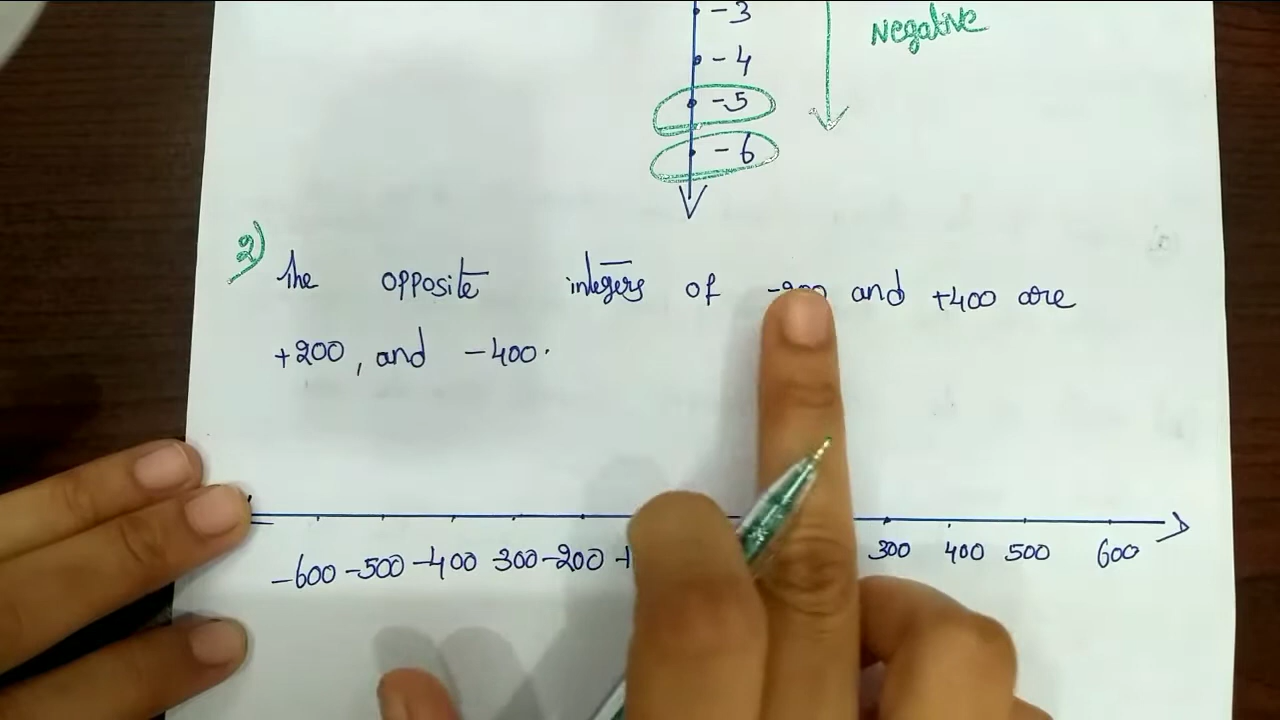 -3
Negative
-4
-5
-6
2)
The opposite integers of and +400 are
+200, and -400.
-600 -500 -400 300 -200 300 400 500 600